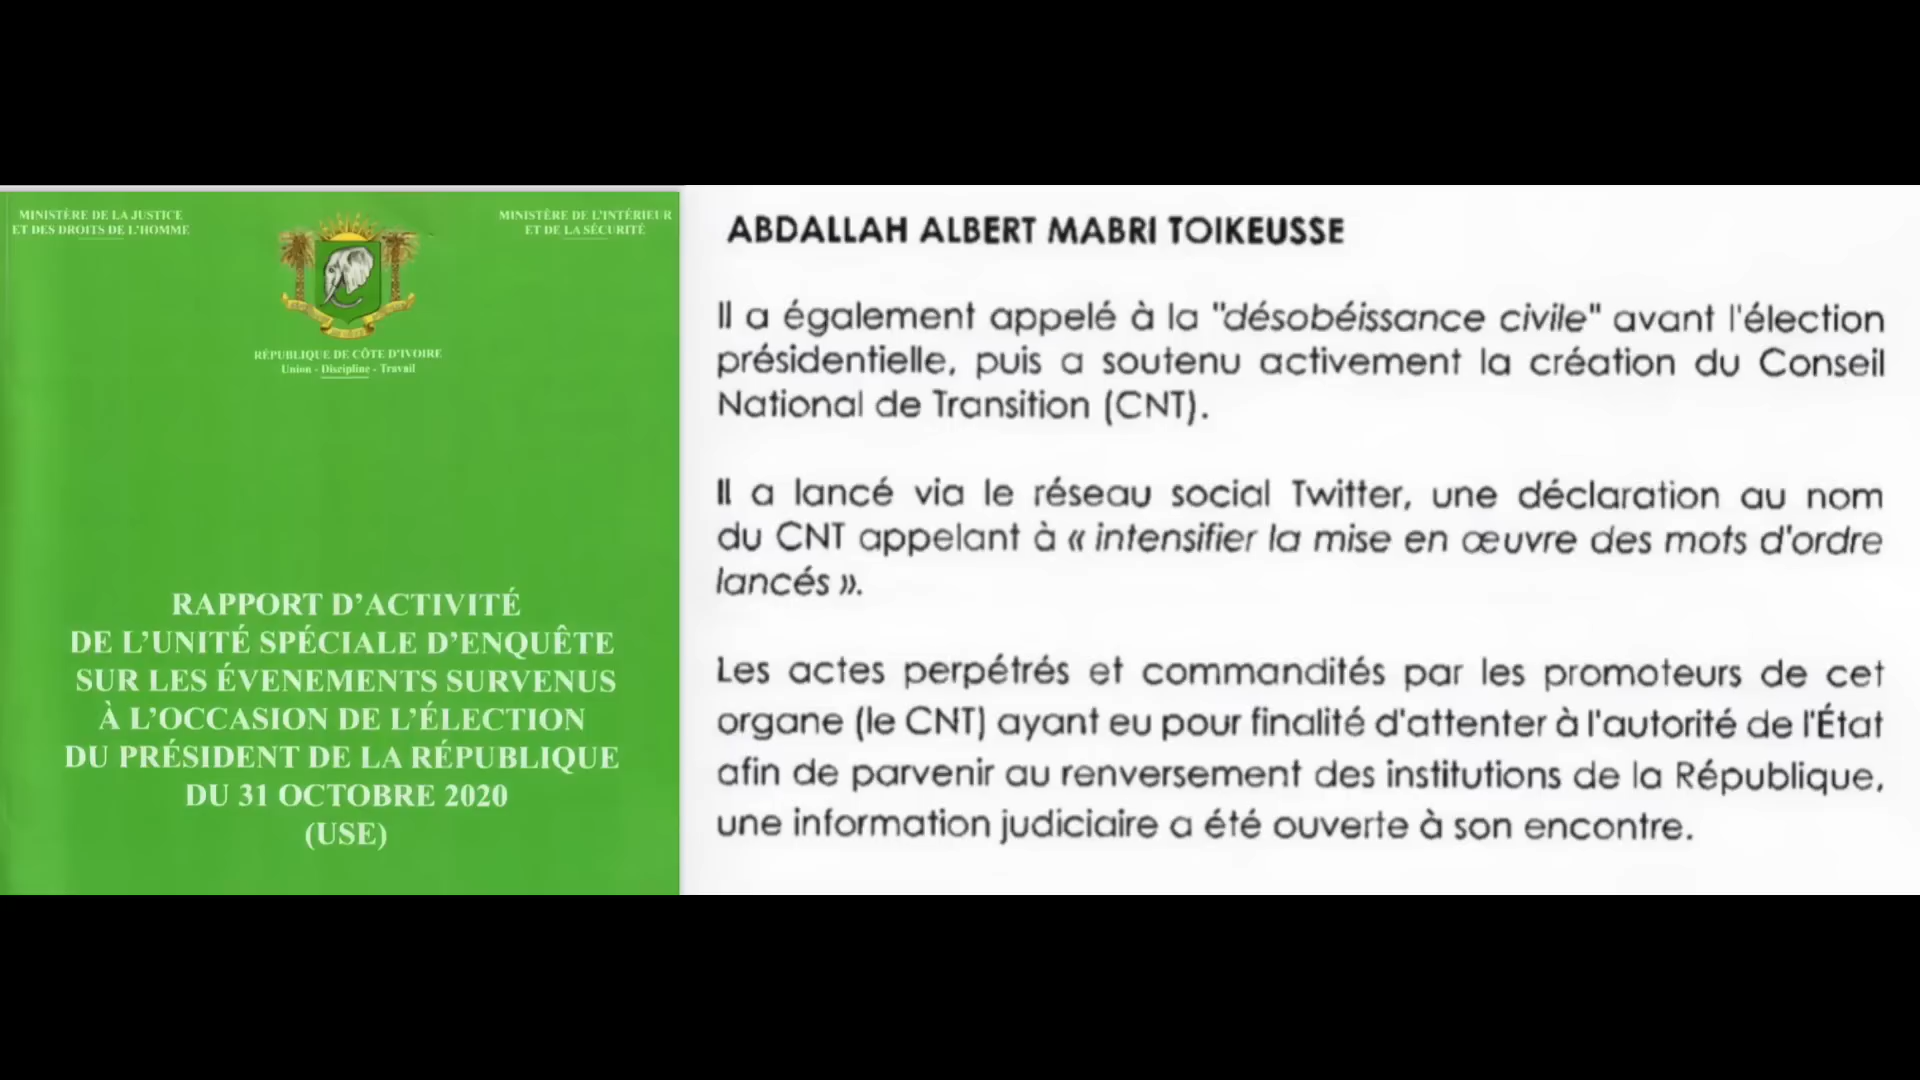 MINISTÈRE DE LA JUSTICE
ET DES DROITS DE L'HOMME
MINISTÈRE DE L'INTÉRIEUR
ET DE LA SÉCURITÉ
RÉPUBLIQUE DE CÔTE D'IVOIRE
Union - Discipline - Travail
RAPPORT D'ACTIVITÉ
DE L'UNITÉ SPÉCIALE D'ENQUÊTE
SUR LES ÉVENEMENTS SURVENUS
À L'OCCASION DE L'ÉLECTION
DU PRÉSIDENT DE LA RÉPUBLIQUE
DU 31 OCTOBRE 2020
(USE)
ABDALLAH ALBERT MABRI TOIKEUSSE
Il a également appelé à la "désobéissance civile" avant l'élection
présidentielle, puis a soutenu activement la création du Conseil
National de Transition (CNT).
Il a lancé via le réseau social Twitter, une déclaration au nom
du CNT appelant à « intensifier la mise en œuvre des mots d'ordre
lancés ».
Les actes perpétrés et commandités par les promoteurs de cet
organe (le CNT) ayant eu pour finalité d'attenter à l'autorité de l'État
afin de parvenir au renversement des institutions de la République,
une information judiciaire a été ouverte à son encontre.